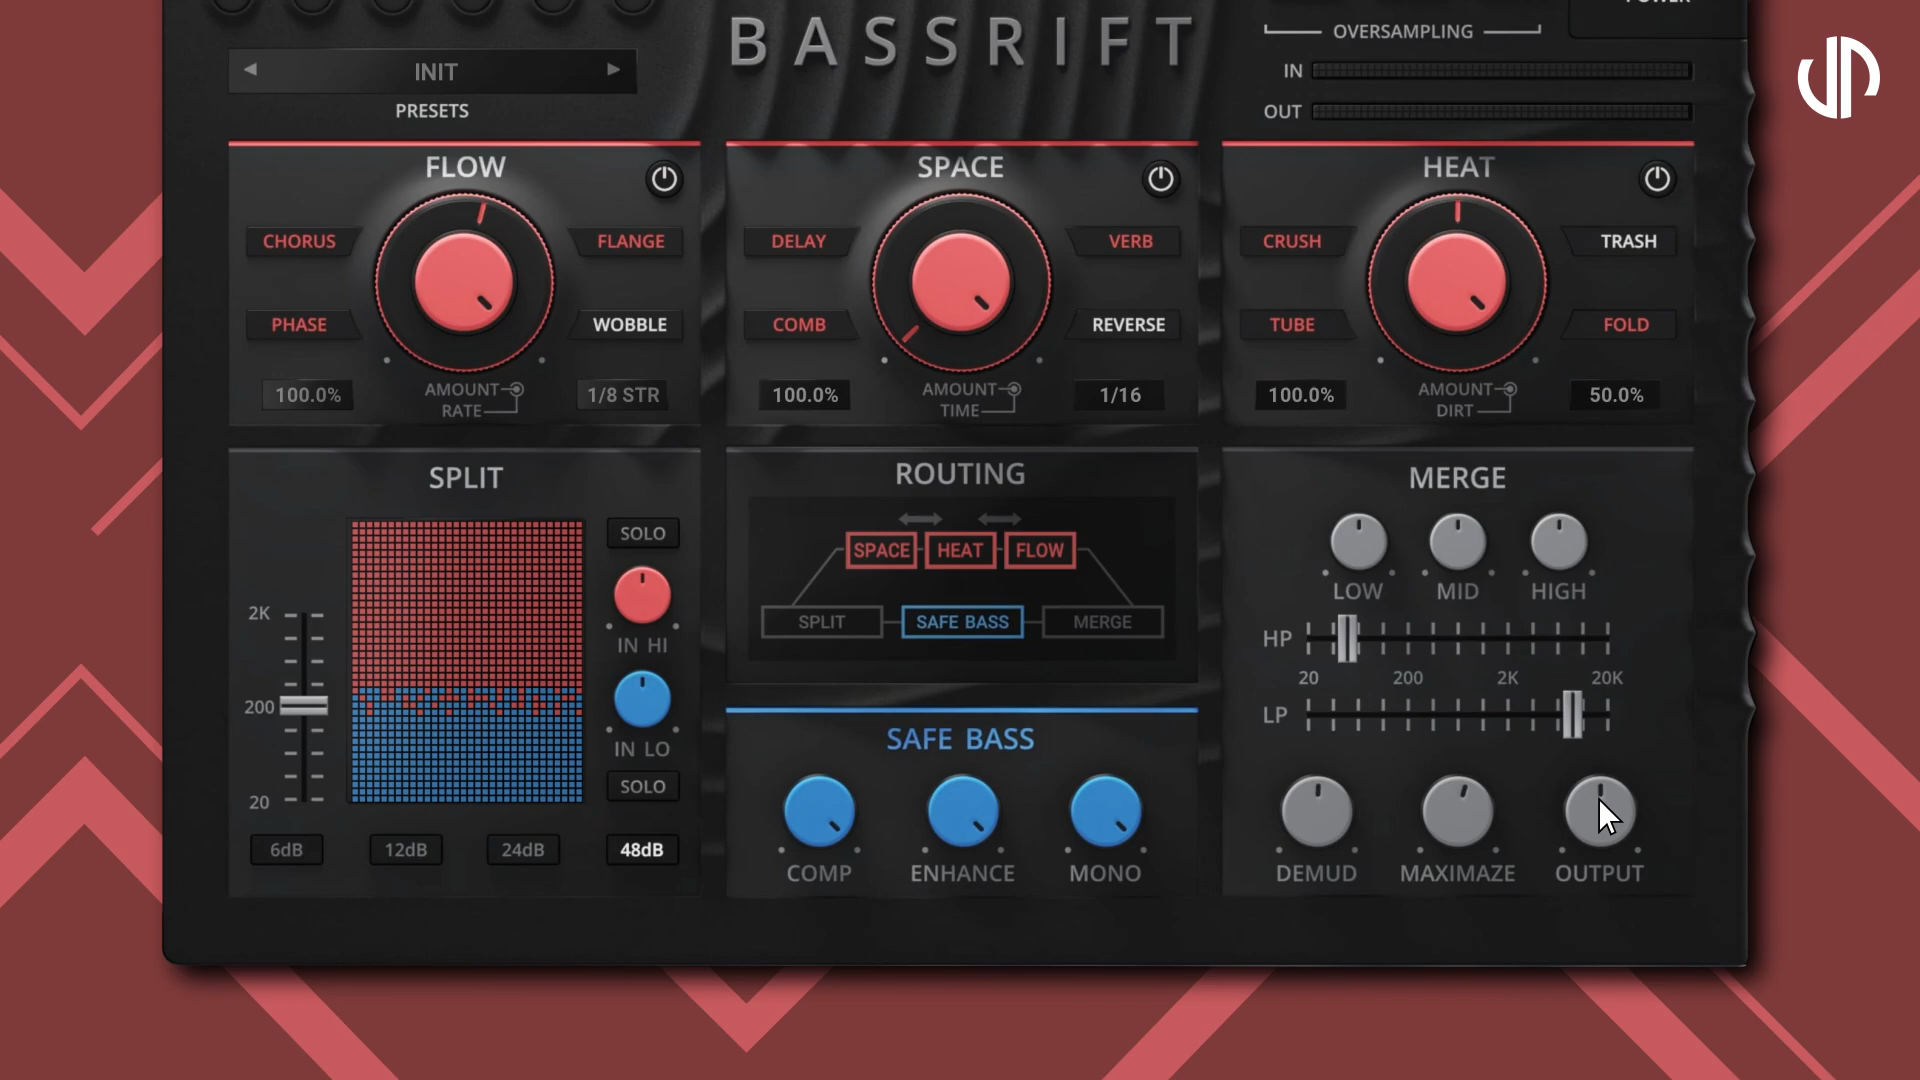 BASSRIFT
POWER
OVERSAMPLING
INIT
PRESETS
IN
OUT
FLOW
CHORUS
FLANGE
PHASE
WOBBLE
100.0%
AMOUNT
RATE
1/8 STR
SPACE
DELAY
VERB
COMB
REVERSE
100.0%
AMOUNT
TIME
1/16
HEAT
CRUSH
TRASH
TUBE
FOLD
100.0%
AMOUNT
DIRT
50.0%
SPLIT
2K
200
20
SOLO
IN HI
IN LO
SOLO
6dB
12dB
24dB
48dB
ROUTING
SPACE
HEAT
FLOW
SPLIT
SAFE BASS
MERGE
SAFE BASS
COMP
ENHANCE
MONO
MERGE
LOW
MID
HIGH
HP
20
200
2K
20K
LP
DEMUD
MAXIMAZE
OUTPUT